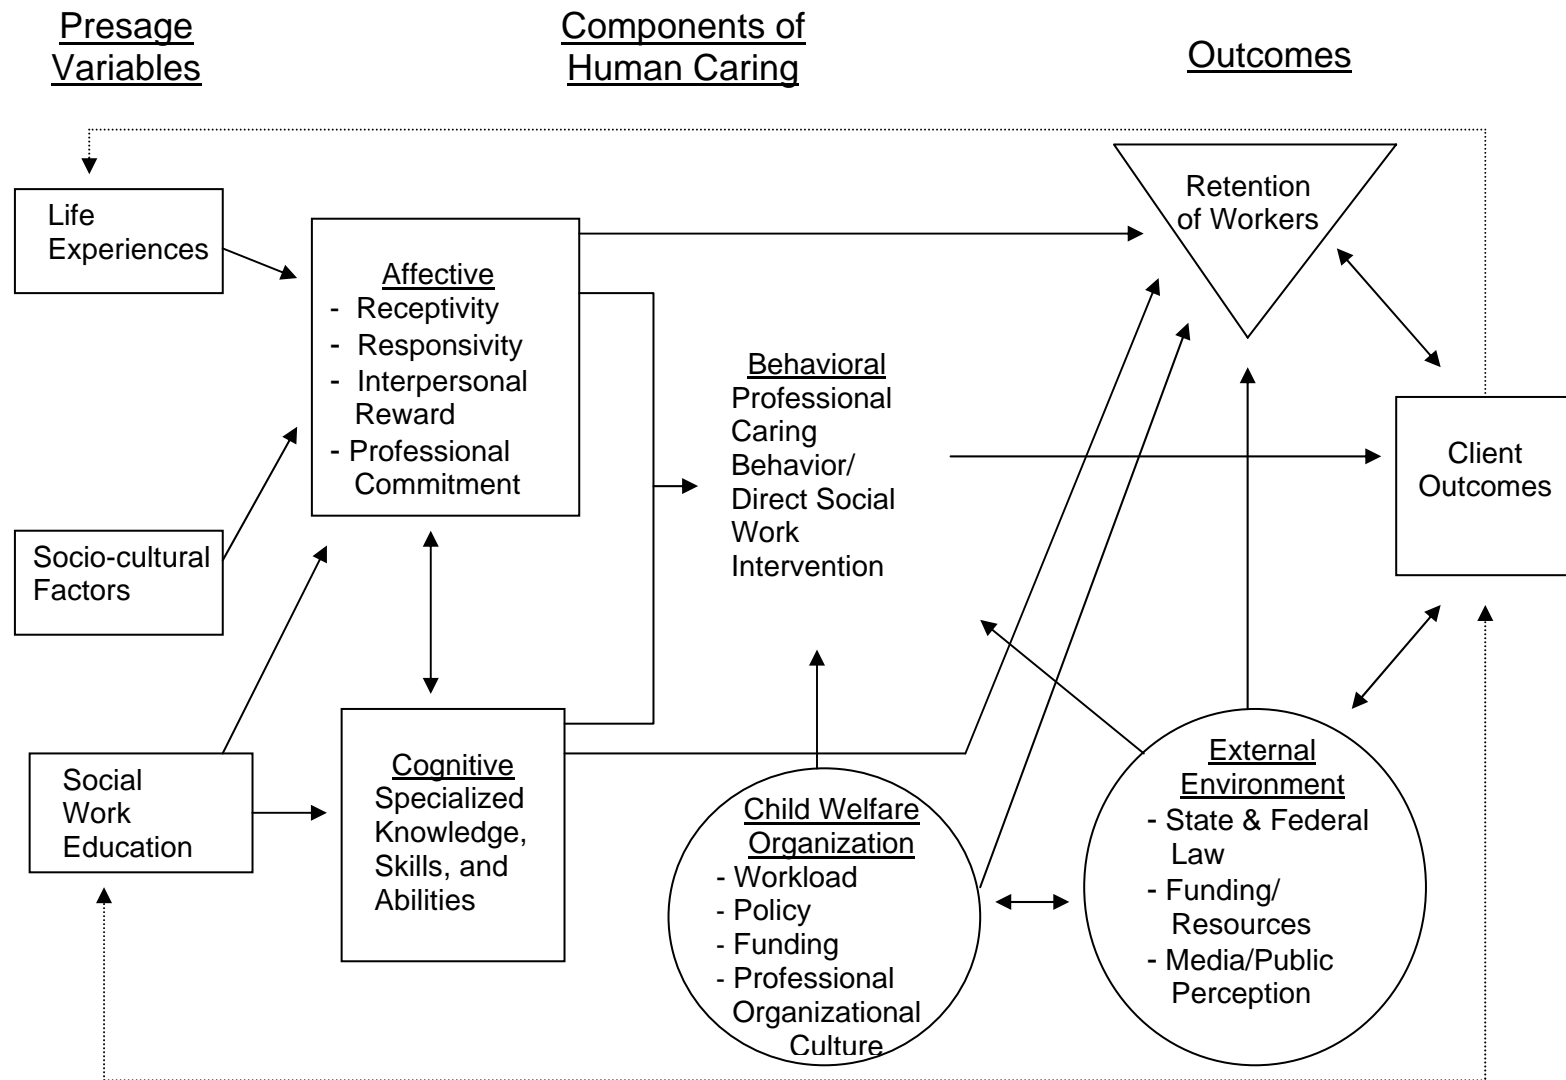 Presage
Variables
Components of
Human Caring
Outcomes
Life
Experiences
Socio-cultural
Factors
Social
Work
Education
Affective
- Receptivity
- Responsivity
- Interpersonal
Reward
- Professional
Commitment
Cognitive
Specialized
Knowledge,
Skills, and
Abilities
Behavioral
Professional
Caring
Behavior/
Direct Social
Work
Intervention
Child Welfare
Organization
- Workload
- Policy
- Funding
- Professional
Organizational
Culture
Retention
of Workers
Client
Outcomes
External
Environment
- State & Federal
Law
- Funding/
Resources
- Media/Public
Perception